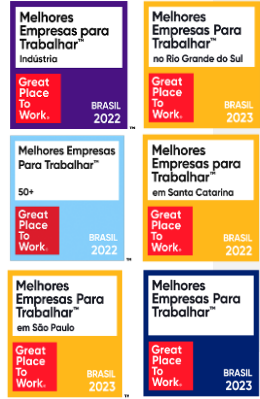 Melhores
Empresas para
Trabalhar™
Indústria
Great
Place
To
Work®
BRASIL
2022
Melhores
Empresas Para
Trabalhar™
no Rio Grande do Sul
Great
Place
To
Work®
BRASIL
2023
Melhores Empresas
Para Trabalhar™
50+
Great
Place
To
Work®
BRASIL
2022
Melhores
Empresas para
Trabalhar™
em Santa Catarina
Great
Place
To
Work®
BRASIL
2022
Melhores
Empresas Para
Trabalhar™
em São Paulo
Great
Place
To
Work®
BRASIL
2023
Melhores
Empresas Para
Trabalhar™
Great
Place
To
Work®
BRASIL
2023